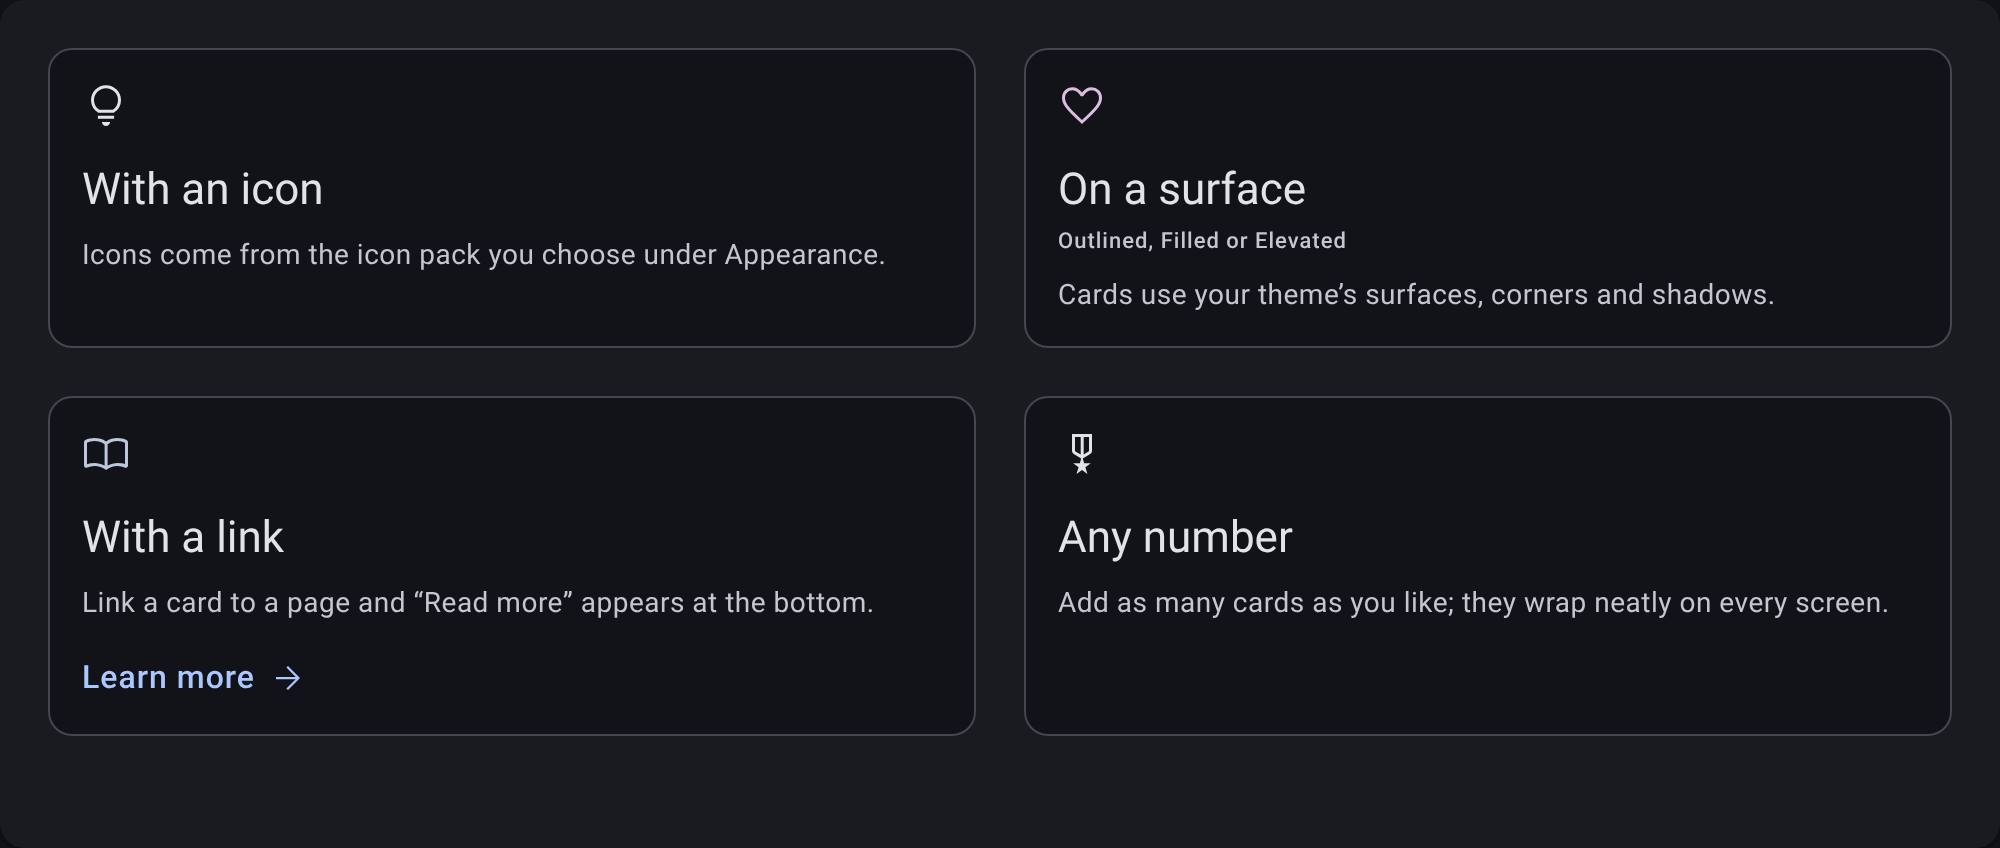 With an icon
Icons come from the icon pack you choose under Appearance.
On a surface
Outlined, Filled or Elevated
Cards use your theme’s surfaces, corners and shadows.
With a link
Link a card to a page and “Read more” appears at the bottom.
Learn more
Any number
Add as many cards as you like; they wrap neatly on every screen.